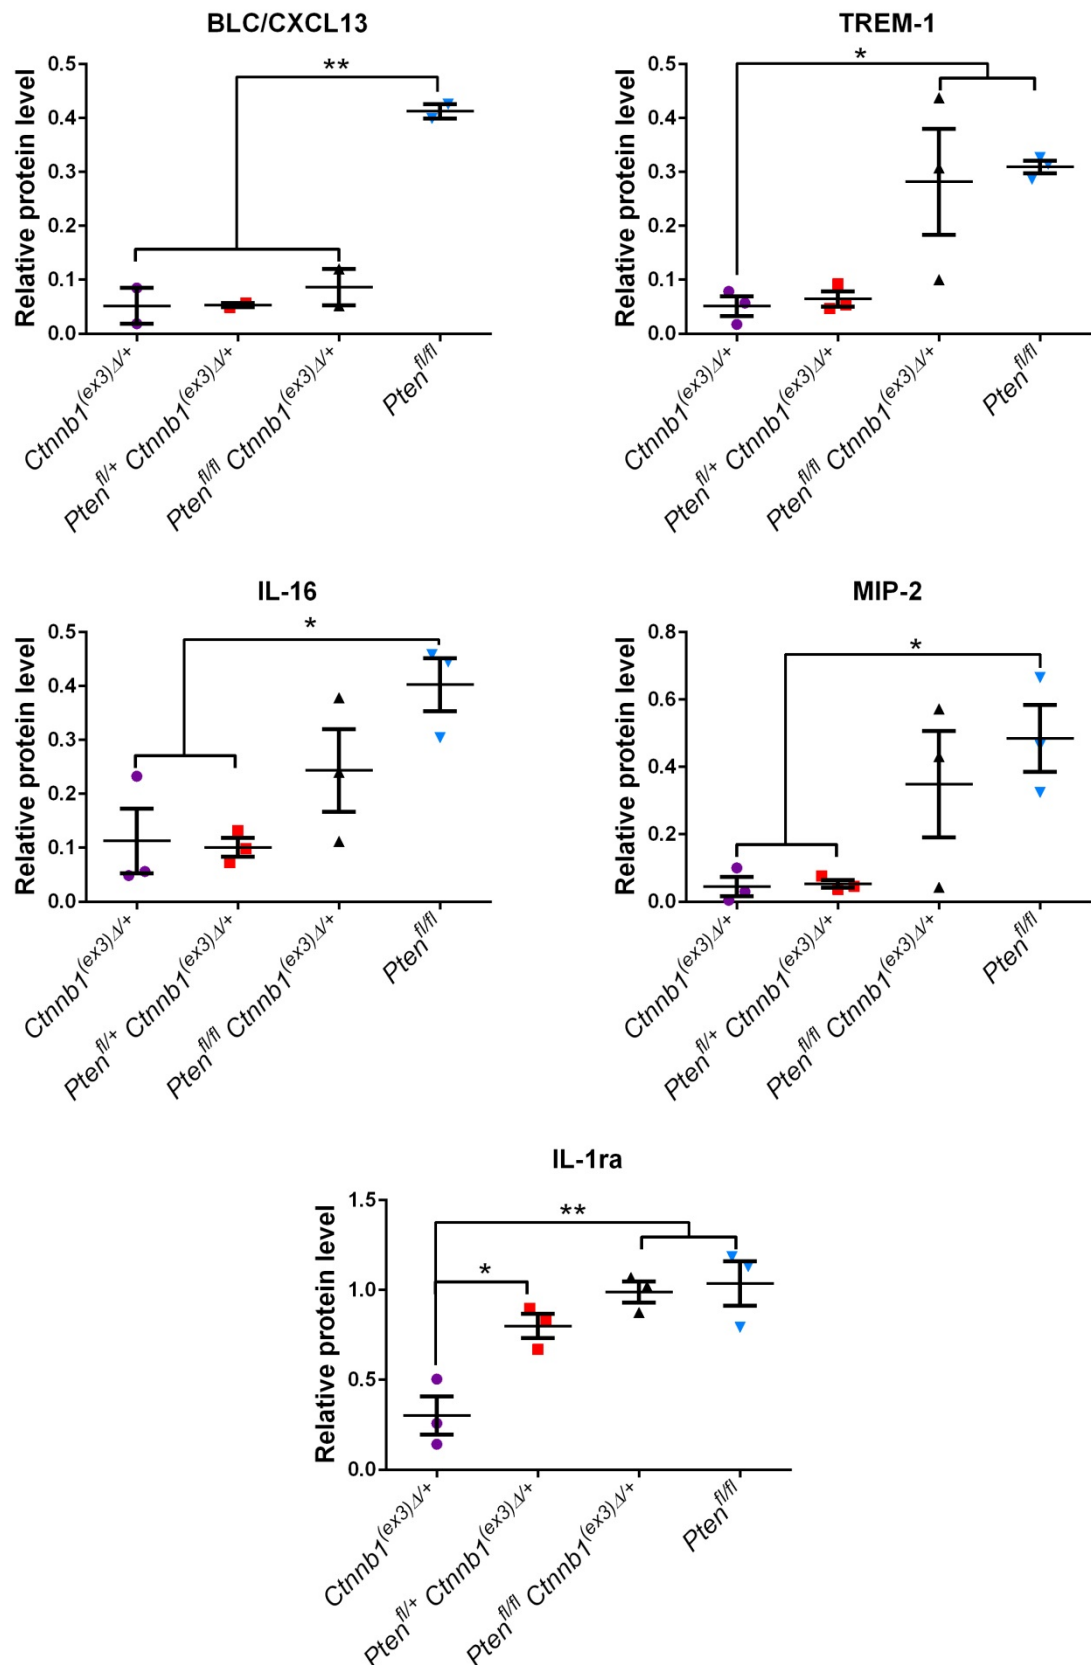 BLC/CXCL13
Relative protein level
0.5
0.4
0.3
0.2
0.1
0.0
**
Ctnnb1(ex3)Δ/+
Ptenfl/+ Ctnnb1(ex3)Δ/+
Ptenfl/fl Ctnnb1(ex3)Δ/+
Ptenfl/fl
TREM-1
Relative protein level
0.5
0.4
0.3
0.2
0.1
0.0
*
Ctnnb1(ex3)Δ/+
Ptenfl/+ Ctnnb1(ex3)Δ/+
Ptenfl/fl Ctnnb1(ex3)Δ/+
Ptenfl/fl
IL-16
Relative protein level
0.5
0.4
0.3
0.2
0.1
0.0
*
Ctnnb1(ex3)Δ/+
Ptenfl/+ Ctnnb1(ex3)Δ/+
Ptenfl/fl Ctnnb1(ex3)Δ/+
Ptenfl/fl
MIP-2
Relative protein level
0.8
0.6
0.4
0.2
0.0
*
Ctnnb1(ex3)Δ/+
Ptenfl/+ Ctnnb1(ex3)Δ/+
Ptenfl/fl Ctnnb1(ex3)Δ/+
Ptenfl/fl
IL-1ra
Relative protein level
1.5
1.0
0.5
0.0
**
*
Ctnnb1(ex3)Δ/+
Ptenfl/+ Ctnnb1(ex3)Δ/+
Ptenfl/fl Ctnnb1(ex3)Δ/+
Ptenfl/fl